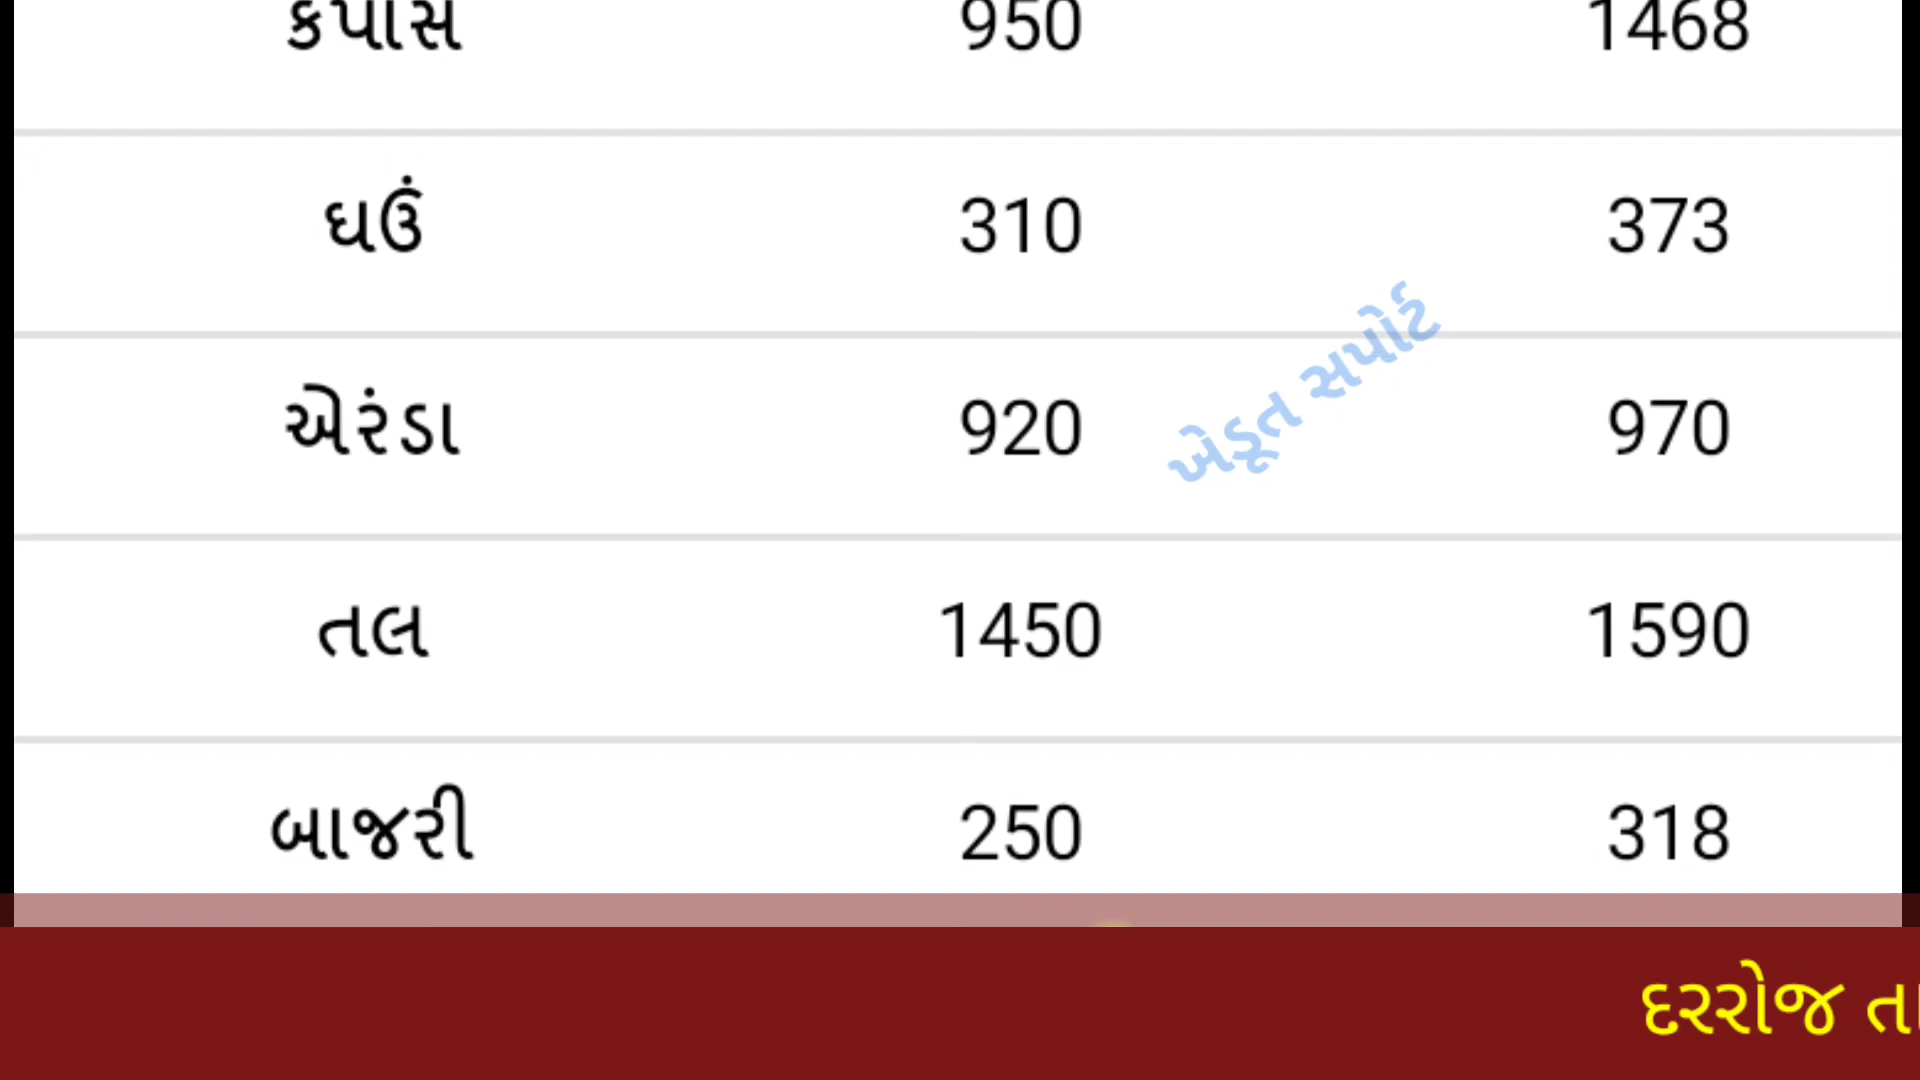 કપાસ 950 1468
ઘઉં 310 373
એરંડા 920 970
ખેડૂત સપોર્ટ
તલ 1450 1590
બાજરી 250 318
દરરોજ તા